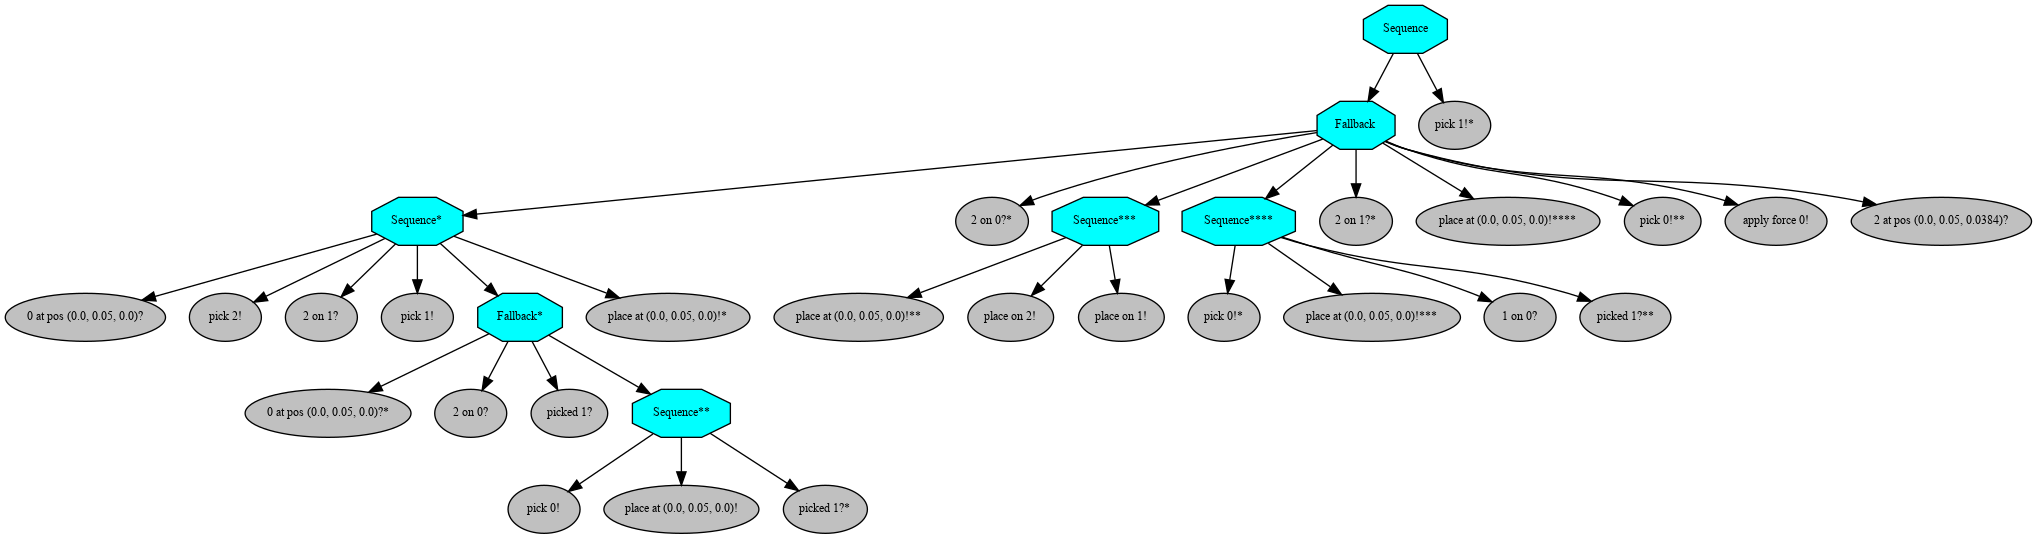 Sequence
Fallback
pick 1!*
Sequence*
2 on 0?*
Sequence***
Sequence****
2 on 1?*
place at (0.0, 0.05, 0.0)!****
pick 0!**
apply force 0!
2 at pos (0.0, 0.05, 0.0384)?
0 at pos (0.0, 0.05, 0.0)?
pick 2!
2 on 1?
pick 1!
Fallback*
place at (0.0, 0.05, 0.0)!*
place at (0.0, 0.05, 0.0)!**
place on 2!
place on 1!
pick 0!*
place at (0.0, 0.05, 0.0)!***
1 on 0?
picked 1?**
0 at pos (0.0, 0.05, 0.0)?*
2 on 0?
picked 1?
Sequence**
pick 0!
place at (0.0, 0.05, 0.0)!
picked 1?*